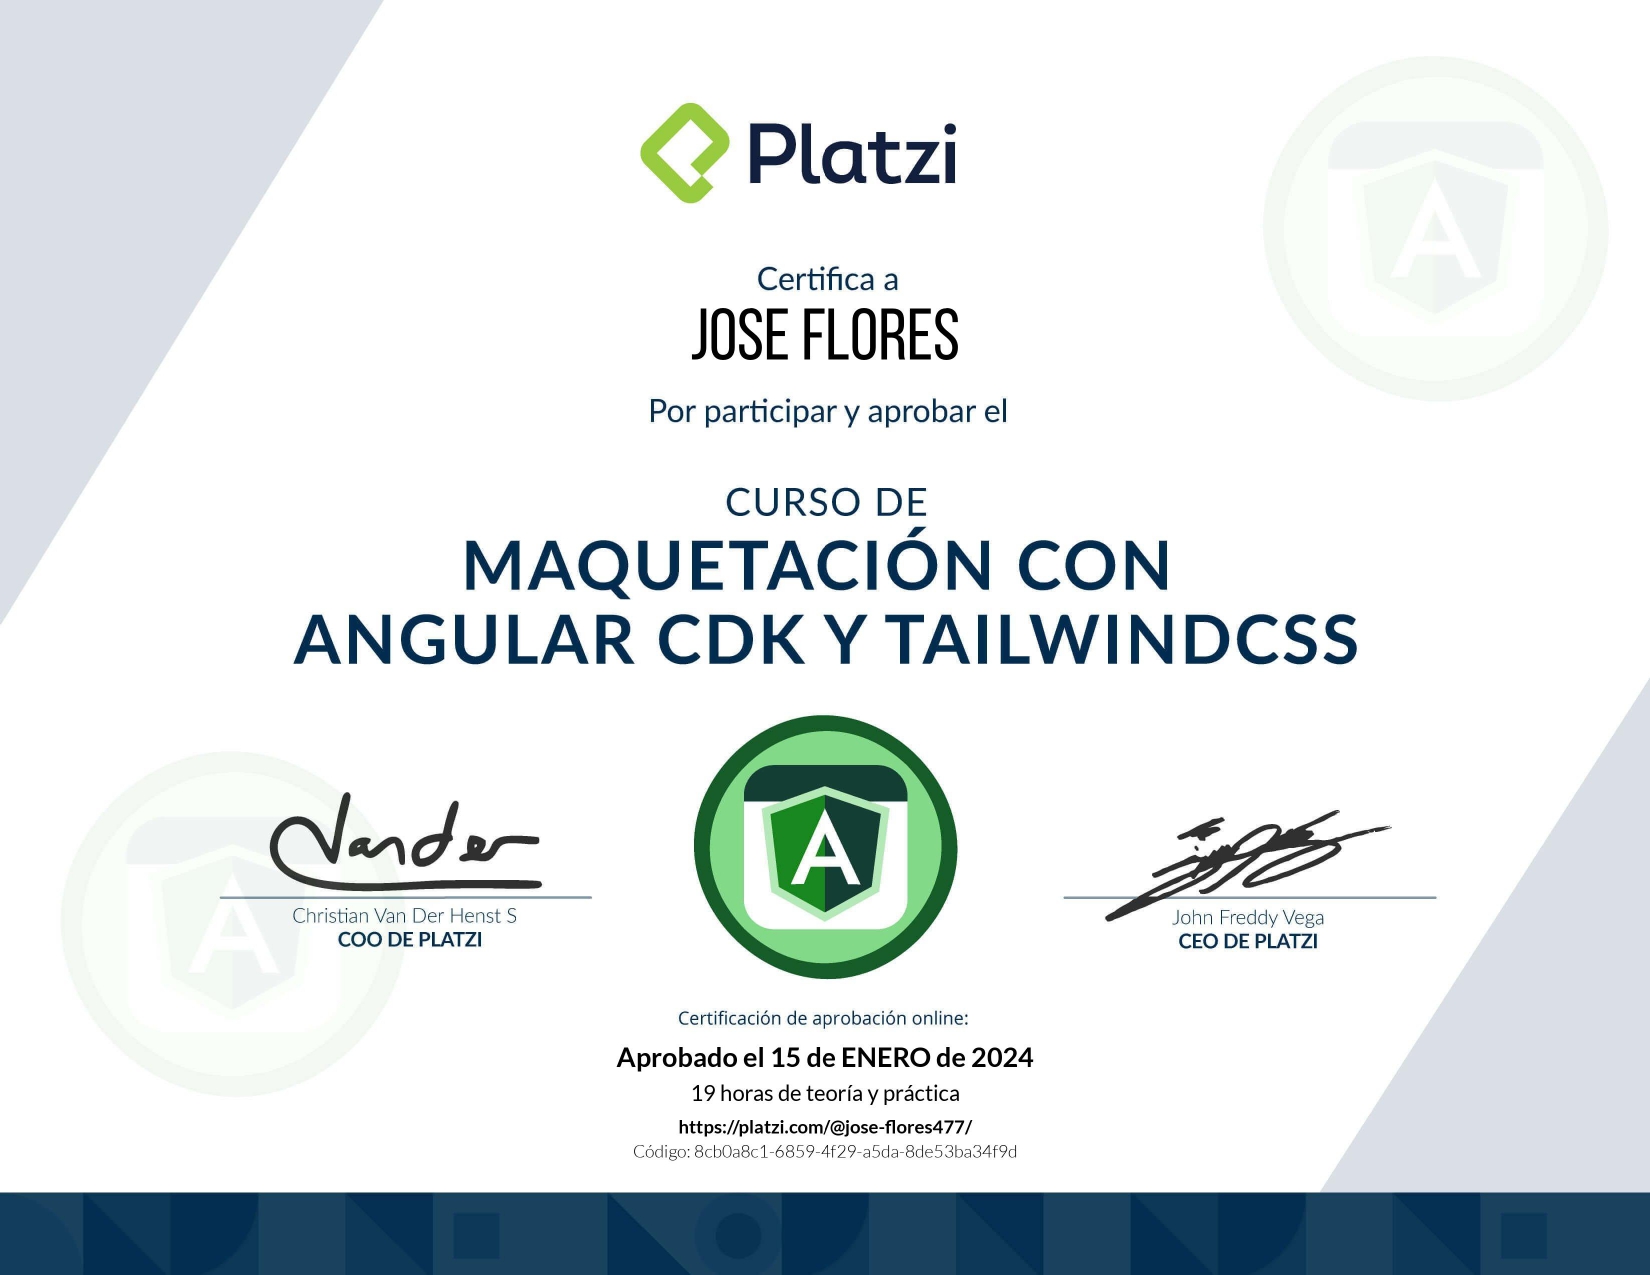 Platzi
Certifica a
JOSE FLORES
Por participar y aprobar el
CURSO DE
MAQUETACIÓN CON
ANGULAR CDK Y TAILWINDCSS
A
A
A
Vander
Christian Van Der Henst S
COO DE PLATZI
John Freddy Vega
CEO DE PLATZI
Certificación de aprobación online:
Aprobado el 15 de ENERO de 2024
19 horas de teoría y práctica
https://platzi.com/@jose-flores477/
Código: 8cb0a8c1-6859-4f29-a5da-8de53ba34f9d